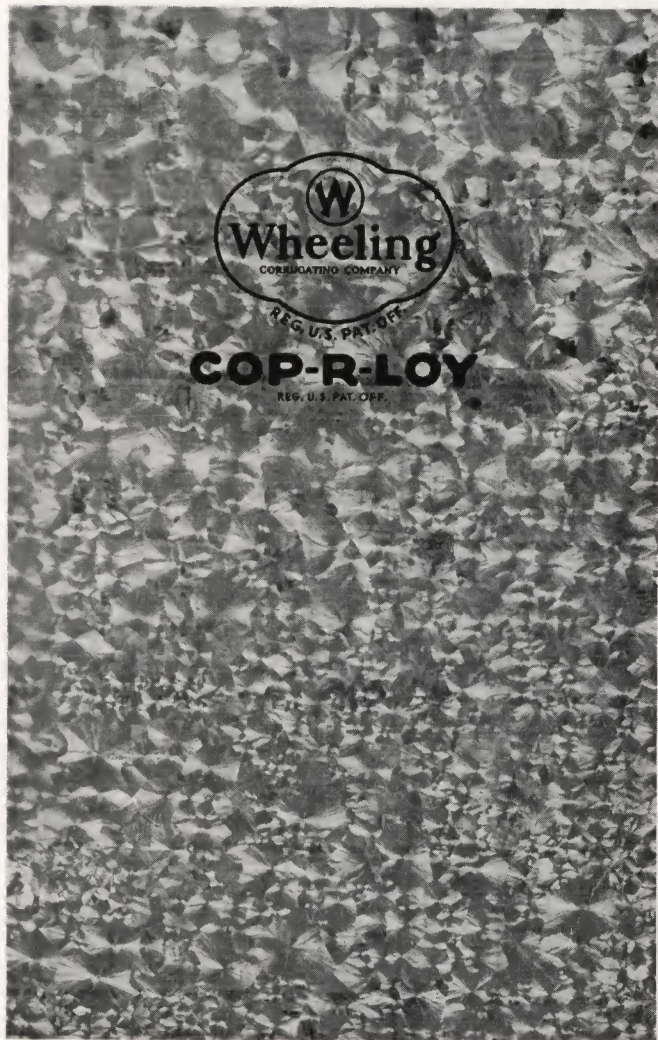 W
Wheeling
CORRUGATING COMPANY
REG. U.S. PAT. OFF.
COP-R-LOY
REG. U.S. PAT. OFF.